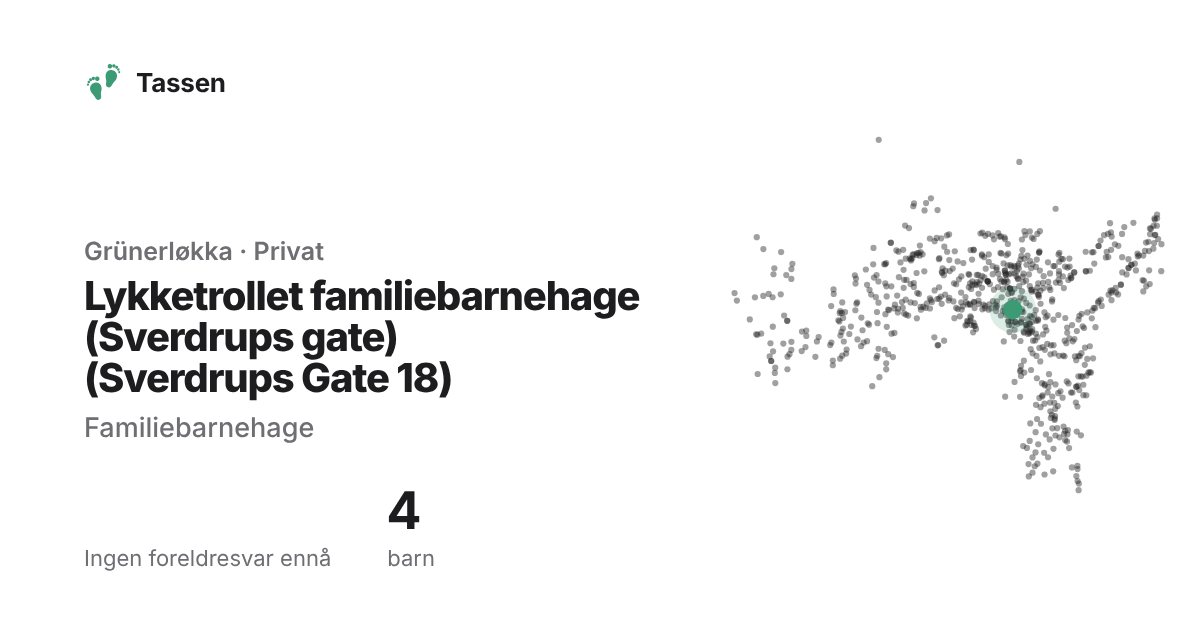 Tassen
Grünerløkka · Privat
Lykketrollet familiebarnehage
(Sverdrups gate)
(Sverdrups Gate 18)
Familiebarnehage
4
Ingen foreldresvar ennå
barn